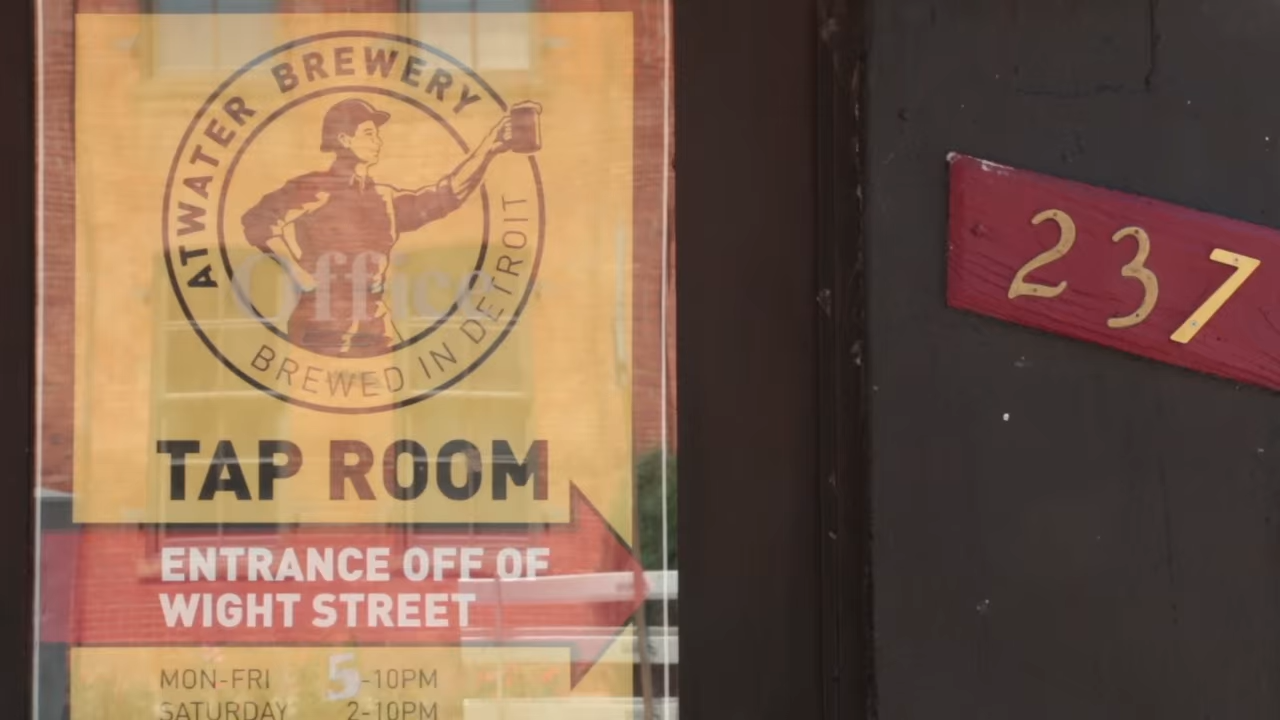 ATWATER BREWERY
BREWED IN DETROIT
Office
TAP ROOM
ENTRANCE OFF OF
WIGHT STREET
MON-FRI 5-10PM
SATURDAY 2-10PM
237